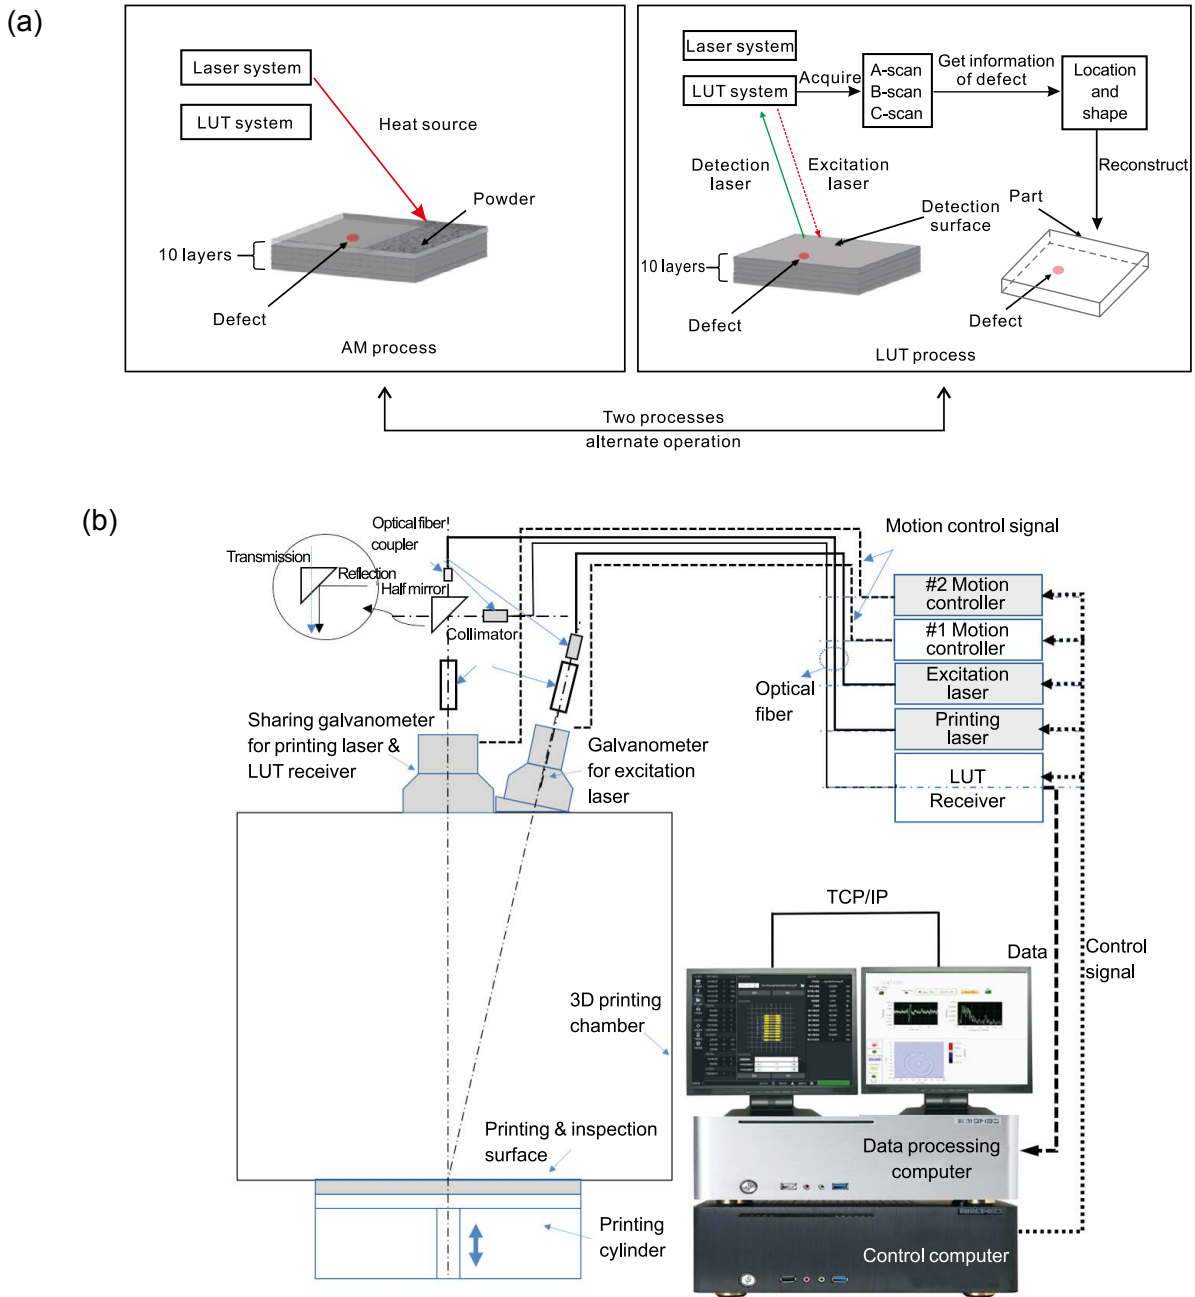 (a)
Laser system
LUT system
Heat source
Powder
10 layers
Defect
AM process
Laser system
LUT system
Acquire
A-scan
B-scan
C-scan
Get information
of defect
Location
and
shape
Detection
laser
Excitation
laser
Reconstruct
Detection
surface
Part
10 layers
Defect
Defect
LUT process
Two processes
alternate operation
(b)
Optical fiber
coupler
Transmission
Reflection
Half mirror
Collimator
Motion control signal
#2 Motion
controller
#1 Motion
controller
Excitation
laser
Printing
laser
LUT
Receiver
Optical
fiber
Sharing galvanometer
for printing laser &
LUT receiver
Galvanometer
for excitation
laser
TCP/IP
Data
Control
signal
3D printing
chamber
Printing & inspection
surface
Printing
cylinder
Data processing
computer
Control computer